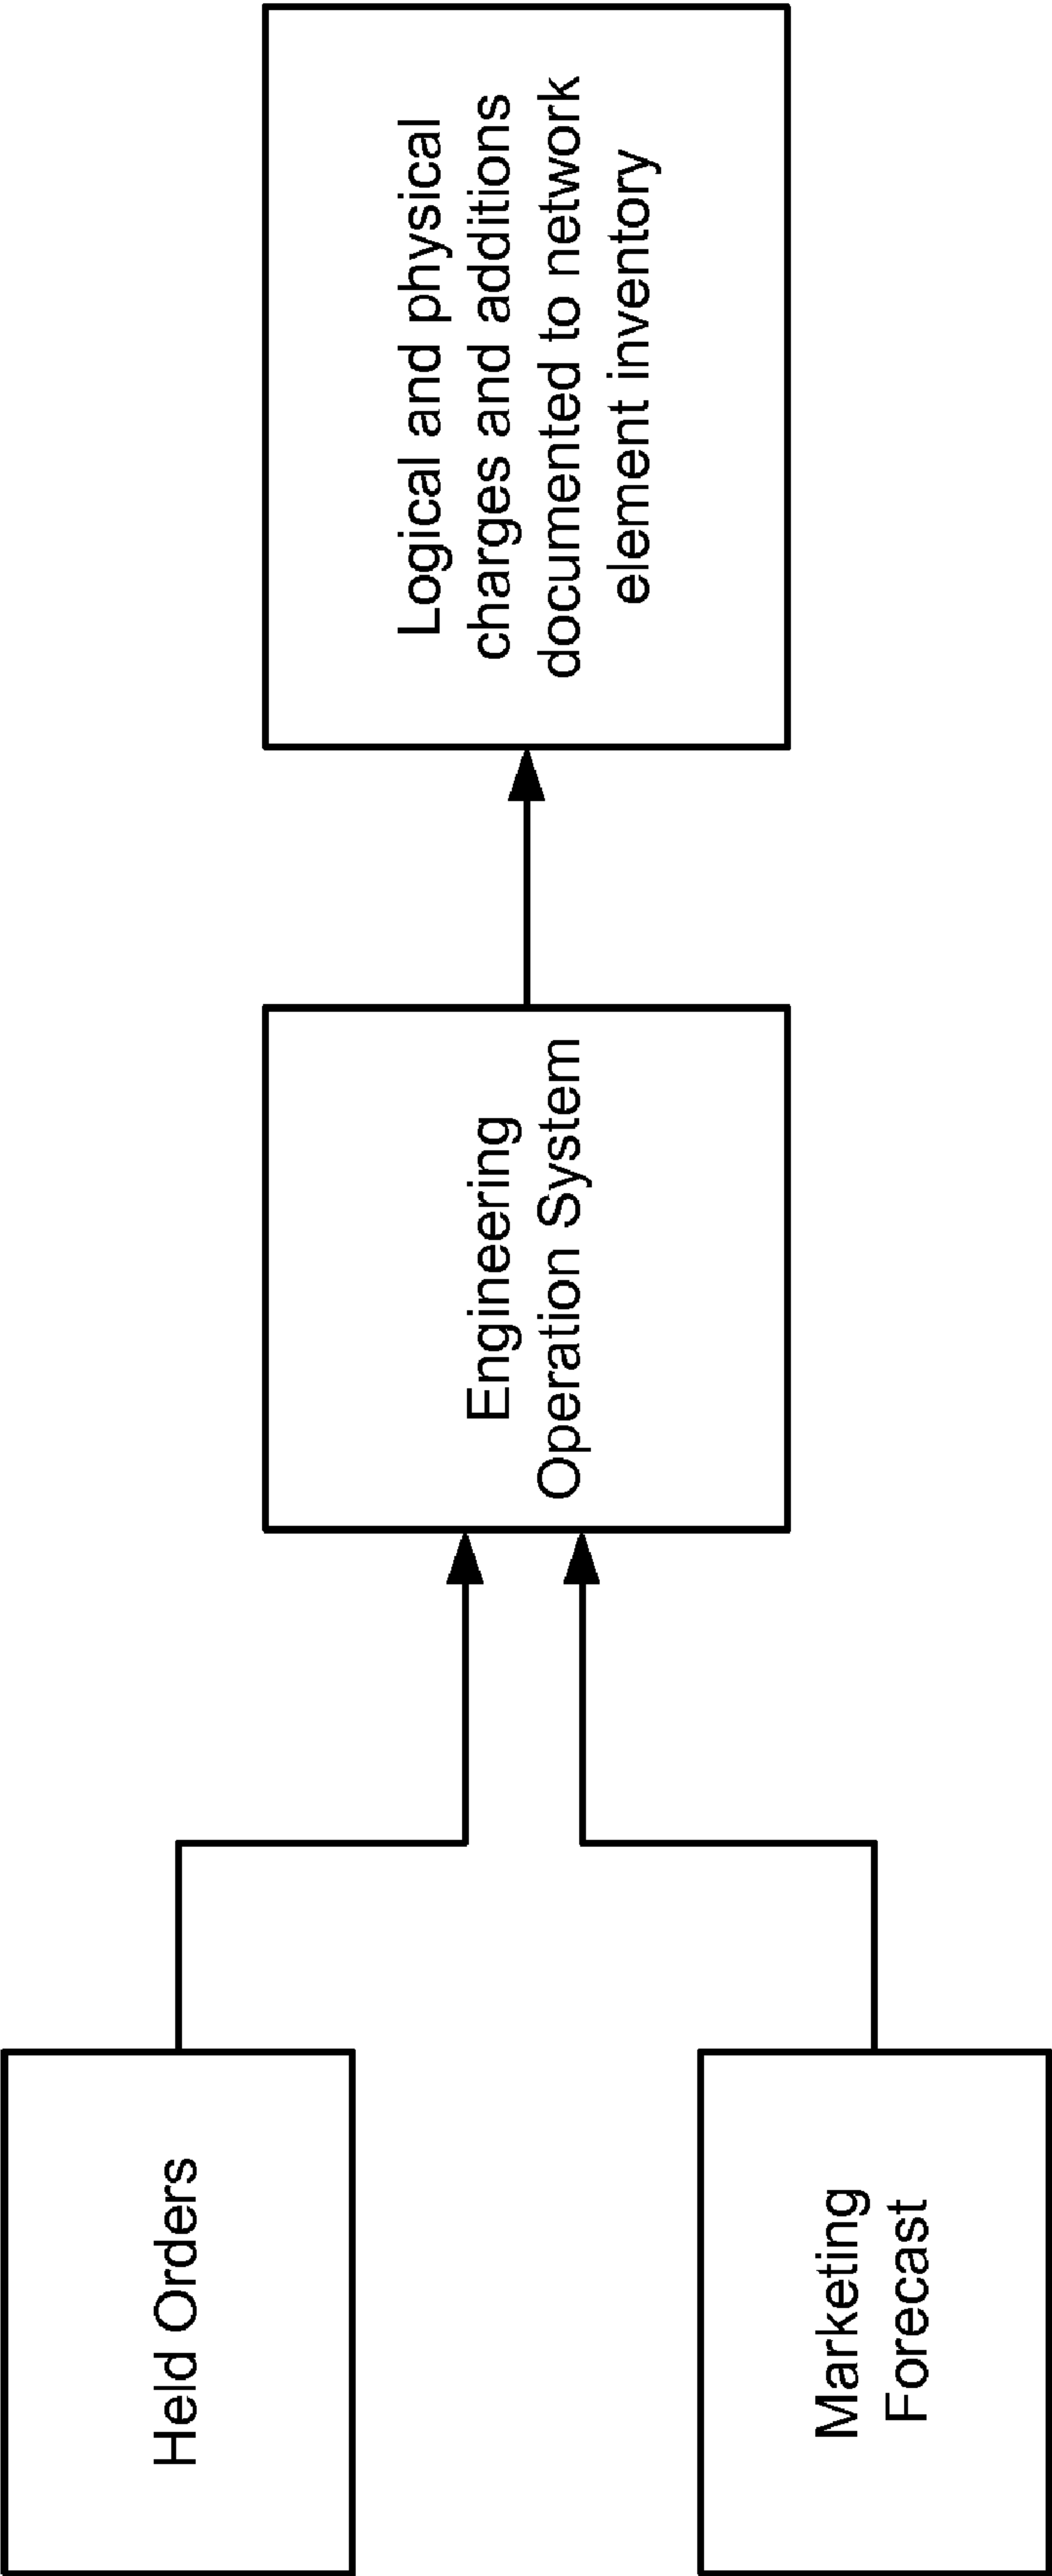 Held Orders
Marketing
Forecast
Engineering
Operation System
Logical and physical
charges and additions
documented to network
element inventory